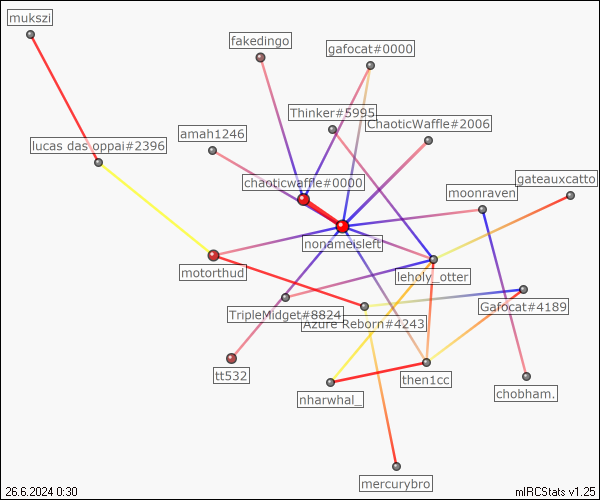 mukszi
fakedingo
gafocat#0000
Thinker#5995
ChaoticWaffle#2006
amah1246
lucas das oppai#2396
chaoticwaffle#0000
gateauxcatto
moonraven
nonameisleft
motorthud
leholy_otter
TripleMidget#8824
Gafocat#4189
Azure Reborn#4243
tt532
then1cc
nharwhal_
chobham.
mercurybro
26.6.2024 0:30
mIRCStats v1.25